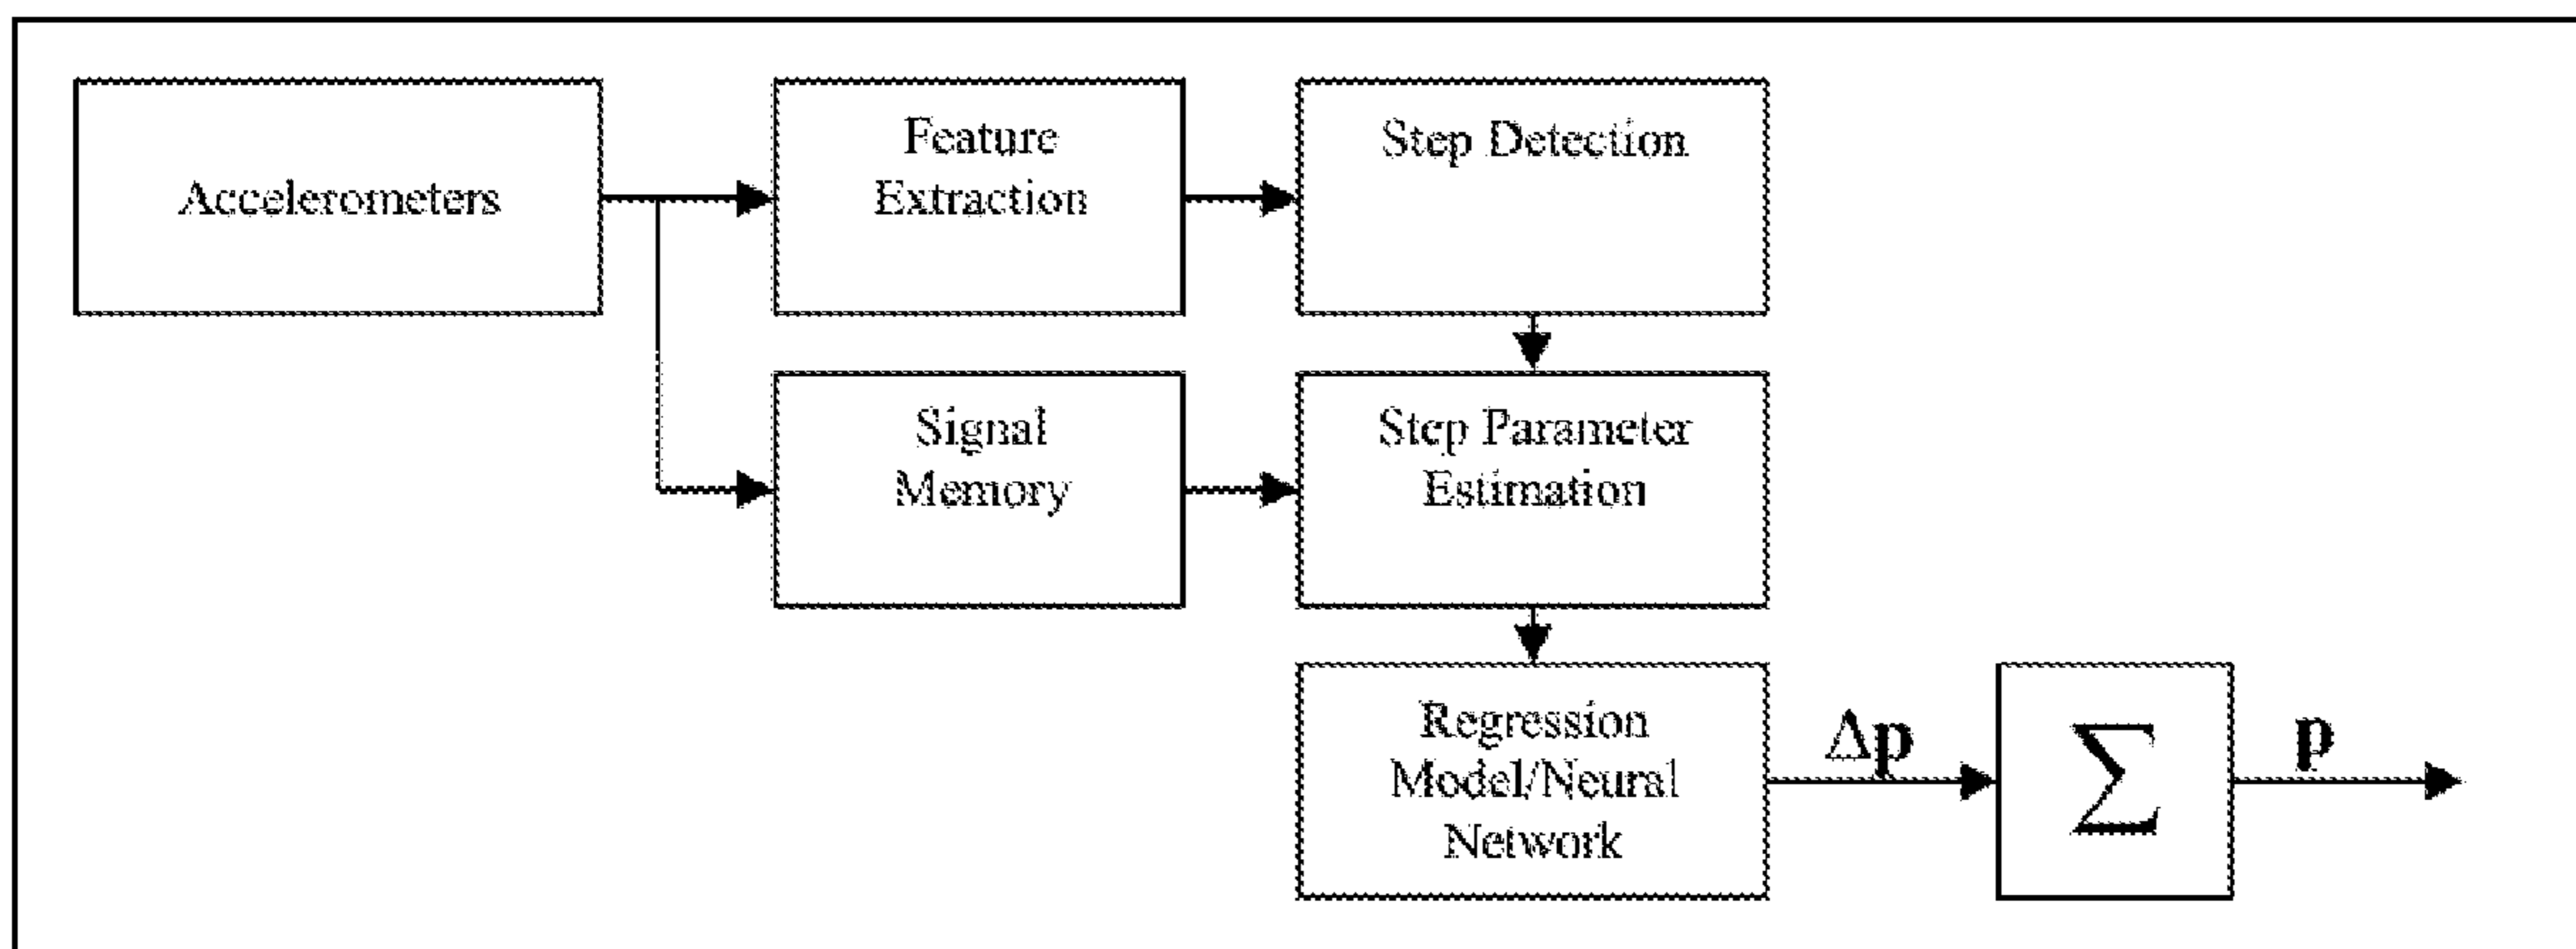 Accelerometers
Feature
Extraction
Step Detection
Signal
Memory
Step Parameter
Estimation
Regression
Model/Neural
Network
Δp
Σ
p